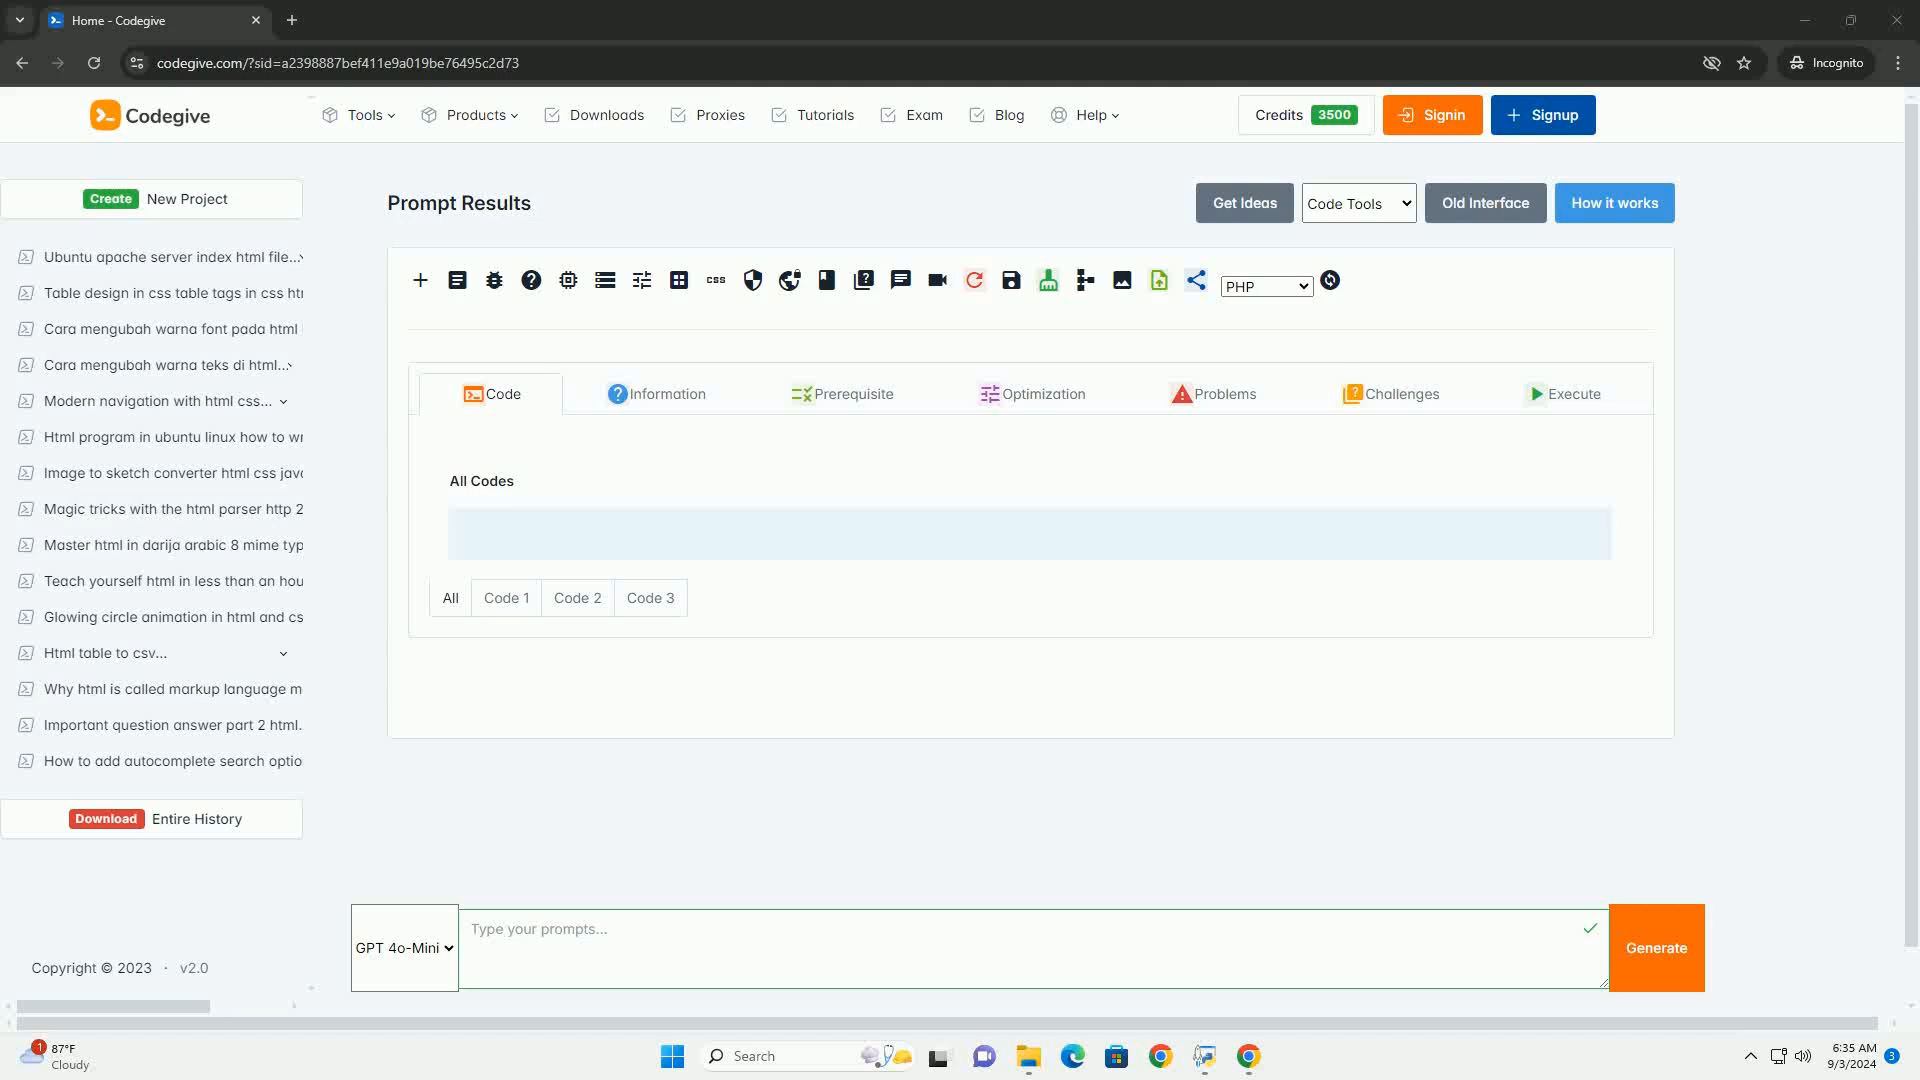 Home - Codegive
codegive.com/?sid=a2398887bef411e9a019be76495c2d73
Incognito
Codegive
Tools
Products
Downloads
Proxies
Tutorials
Exam
Blog
Help
Credits 3500
Signin
Signup
Create New Project
Ubuntu apache server index html file...
Table design in css table tags in css htr
Cara mengubah warna font pada html
Cara mengubah warna teks di html...
Modern navigation with html css...
Html program in ubuntu linux how to wr
Image to sketch converter html css java
Magic tricks with the html parser http 2
Master html in darija arabic 8 mime typ
Teach yourself html in less than an hou
Glowing circle animation in html and cs
Html table to csv...
Why html is called markup language m
Important question answer part 2 html.
How to add autocomplete search optio
Download Entire History
Copyright © 2023 · v2.0
Prompt Results
Get Ideas
Code Tools
Old Interface
How it works
css
PHP
Code
Information
Prerequisite
Optimization
Problems
Challenges
Execute
All Codes
All
Code 1
Code 2
Code 3
GPT 4o-Mini
Type your prompts...
Generate
1
87°F
Cloudy
Search
6:35 AM
9/3/2024
3